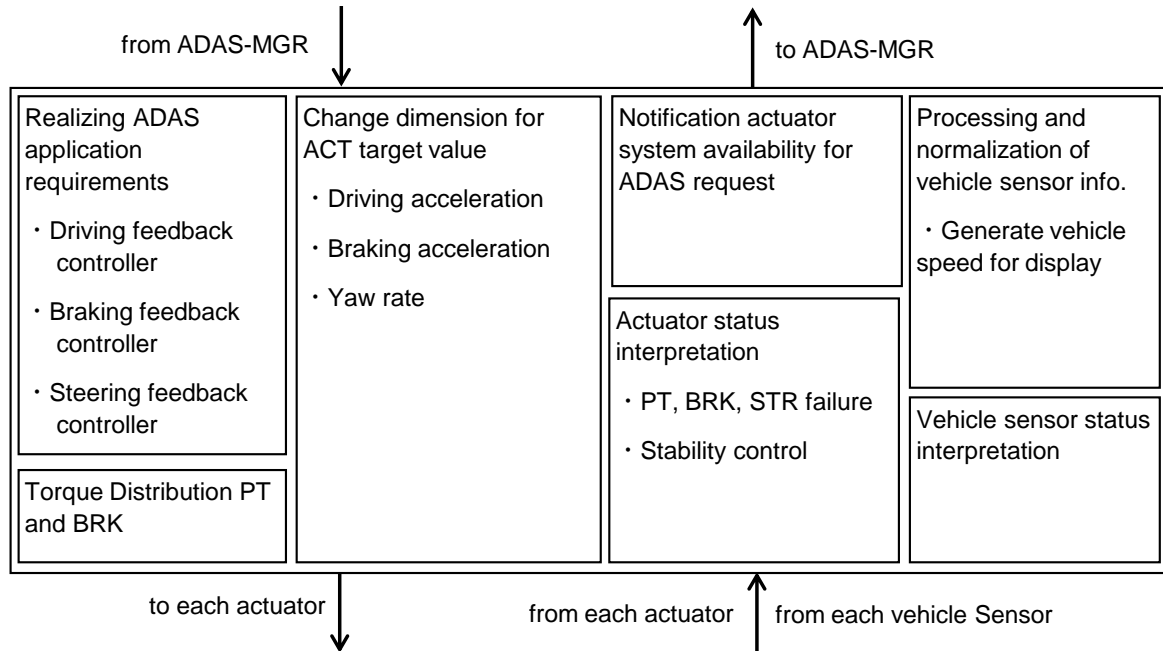 from ADAS-MGR
to ADAS-MGR
Realizing ADAS
application
requirements
・Driving feedback
controller
・Braking feedback
controller
・Steering feedback
controller
Torque Distribution PT
and BRK
Change dimension for
ACT target value
・Driving acceleration
・Braking acceleration
・Yaw rate
Notification actuator
system availability for
ADAS request
Actuator status
interpretation
・PT, BRK, STR failure
・Stability control
Processing and
normalization of
vehicle sensor info.
・Generate vehicle
speed for display
Vehicle sensor status
interpretation
to each actuator
from each actuator
from each vehicle Sensor